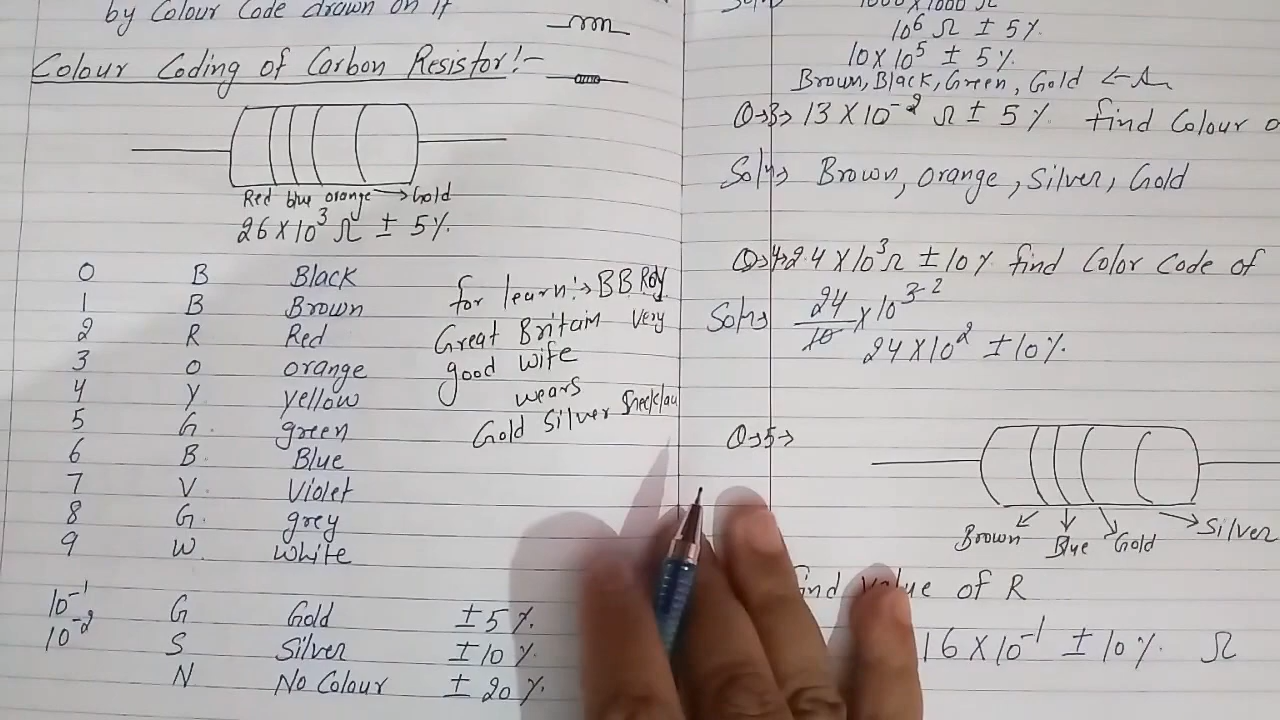 by Colour Code drawn on it
Colour Coding of Carbon Resistor:-
Red blue orange → Gold
26 × 10³ Ω ± 5%.
0 B Black
1 B Brown
2 R Red
3 O orange
4 Y yellow
5 G. green
6 B. Blue
7 V. Violet
8 G. grey
9 W. White
10⁻¹ G Gold ± 5%.
10⁻² S Silver ± 10%.
N No Colour ± 20%.
for learn:→ BBROY
Great Britain very
good wife
wears
Gold Silver
10⁶ Ω ± 5%.
10 × 10⁵ ± 5%.
Brown, Black, Green, Gold ←
Q→3→ 13 × 10⁻² Ω ± 5%. find Colour
Soln→ Brown, orange, Silver, Gold
Q→4→ 2.4 × 10³ Ω ± 10%. find Color Code of
Soln→ 24/10 × 10³⁻²
24 × 10² ± 10%.
Q→5→
Brown Blue Gold → Silver
find value of R
16 × 10⁻¹ ± 10%. Ω